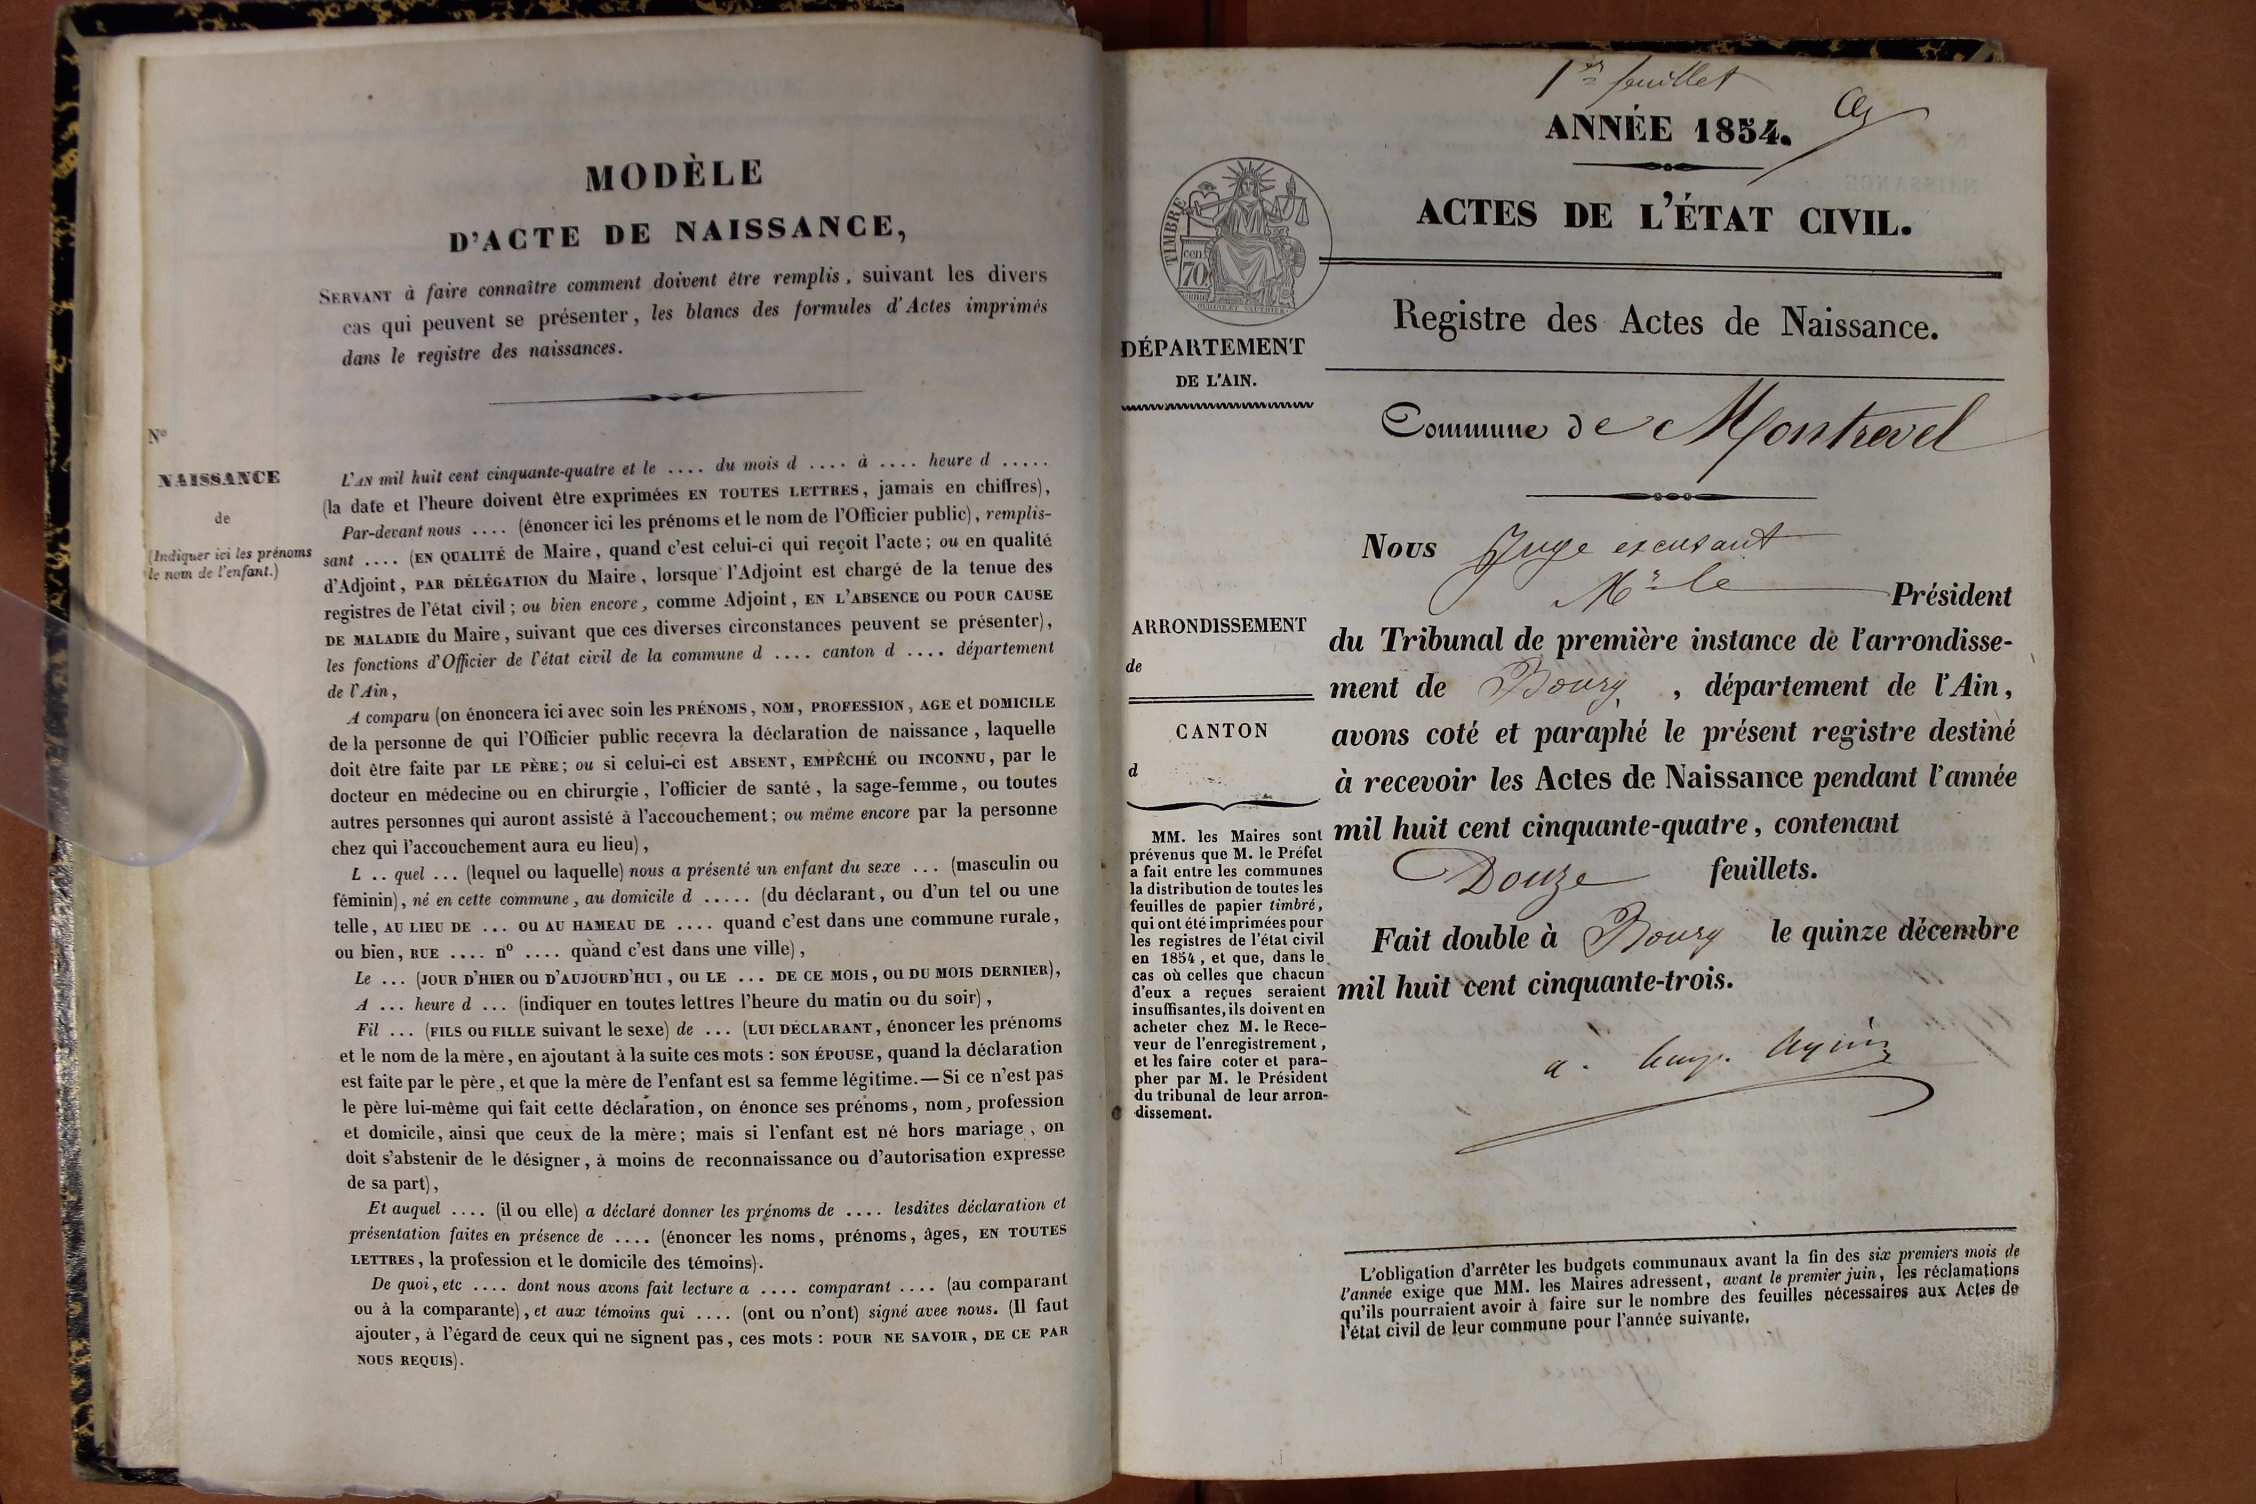 MODÈLE
D'ACTE DE NAISSANCE,
SERVANT à faire connaître comment doivent être remplis, suivant les divers
cas qui peuvent se présenter, les blancs des formules d'Actes imprimés
dans le registre des naissances.
N°
NAISSANCE
de
(Indiquer ici les prénoms
le nom de l'enfant.)
L'AN mil huit cent cinquante-quatre et le .... du mois d .... à .... heure d .....
(la date et l'heure doivent être exprimées EN TOUTES LETTRES, jamais en chiffres),
Par-devant nous .... (énoncer ici les prénoms et le nom de l'Officier public), remplis-
sant .... (EN QUALITÉ de Maire, quand c'est celui-ci qui reçoit l'acte; ou en qualité
d'Adjoint, PAR DÉLÉGATION du Maire, lorsque l'Adjoint est chargé de la tenue des
registres de l'état civil; ou bien encore, comme Adjoint, EN L'ABSENCE OU POUR CAUSE
DE MALADIE du Maire, suivant que ces diverses circonstances peuvent se présenter),
les fonctions d'Officier de l'état civil de la commune d .... canton d .... département
de l'Ain,
A comparu (on énoncera ici avec soin les PRÉNOMS, NOM, PROFESSION, AGE et DOMICILE
de la personne de qui l'Officier public recevra la déclaration de naissance, laquelle
doit être faite par LE PÈRE; ou si celui-ci est ABSENT, EMPÊCHÉ OU INCONNU, par le
docteur en médecine ou en chirurgie, l'officier de santé, la sage-femme, ou toutes
autres personnes qui auront assisté à l'accouchement; ou même encore par la personne
chez qui l'accouchement aura eu lieu),
L .. quel ... (lequel ou laquelle) nous a présenté un enfant du sexe ... (masculin ou
féminin), né en cette commune, au domicile d ..... (du déclarant, ou d'un tel ou une
telle, AU LIEU DE ... OU AU HAMEAU DE .... quand c'est dans une commune rurale,
ou bien, RUE .... n° .... quand c'est dans une ville),
Le ... (JOUR D'HIER OU D'AUJOURD'HUI, OU LE ... DE CE MOIS, OU DU MOIS DERNIER),
A ... heure d ... (indiquer en toutes lettres l'heure du matin ou du soir),
Fil ... (FILS OU FILLE suivant le sexe) de ... (LUI DÉCLARANT, énoncer les prénoms
et le nom de la mère, en ajoutant à la suite ces mots : SON ÉPOUSE, quand la déclaration
est faite par le père, et que la mère de l'enfant est sa femme légitime.—Si ce n'est pas
le père lui-même qui fait cette déclaration, on énonce ses prénoms, nom, profession
et domicile, ainsi que ceux de la mère; mais si l'enfant est né hors mariage, on
doit s'abstenir de le désigner, à moins de reconnaissance ou d'autorisation expresse
de sa part),
Et auquel .... (il ou elle) a déclaré donner les prénoms de .... lesdites déclaration et
présentation faites en présence de .... (énoncer les noms, prénoms, âges, EN TOUTES
LETTRES, la profession et le domicile des témoins).
De quoi, etc .... dont nous avons fait lecture a .... comparant .... (au comparant
ou à la comparante), et aux témoins qui .... (ont ou n'ont) signé avec nous. (Il faut
ajouter, à l'égard de ceux qui ne signent pas, ces mots : POUR NE SAVOIR, DE CE PAR
NOUS REQUIS).
1er feuillet
ANNÉE 1854.
ACTES DE L'ÉTAT CIVIL.
TIMBRE
cen
70
Registre des Actes de Naissance.
DÉPARTEMENT
DE L'AIN.
Commune de Montrevel
Nous Juge excusant
Mr le Président
ARRONDISSEMENT
de
CANTON
d
du Tribunal de première instance de l'arrondisse-
ment de Bourg, département de l'Ain,
avons coté et paraphé le présent registre destiné
à recevoir les Actes de Naissance pendant l'année
mil huit cent cinquante-quatre, contenant
Douze feuillets.
Fait double à Bourg le quinze décembre
mil huit cent cinquante-trois.
MM. les Maires sont
prévenus que M. le Préfet
a fait entre les communes
la distribution de toutes les
feuilles de papier timbré,
qui ont été imprimées pour
les registres de l'état civil
en 1854, et que, dans le
cas où celles que chacun
d'eux a reçues seraient
insuffisantes, ils doivent en
acheter chez M. le Rece-
veur de l'enregistrement,
et les faire coter et para-
pher par M. le Président
du tribunal de leur arron-
dissement.
L'obligation d'arrêter les budgets communaux avant la fin des six premiers mois de
l'année exige que MM. les Maires adressent, avant le premier juin, les réclamations
qu'ils pourraient avoir à faire sur le nombre des feuilles nécessaires aux Actes de
l'état civil de leur commune pour l'année suivante.